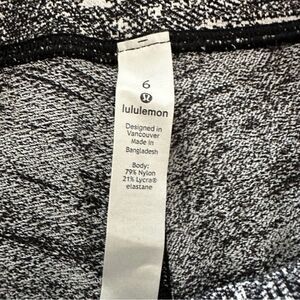 6
lululemon
Designed in
Vancouver
Made in
Bangladesh
Body:
79% Nylon
21% Lycra®
elastane